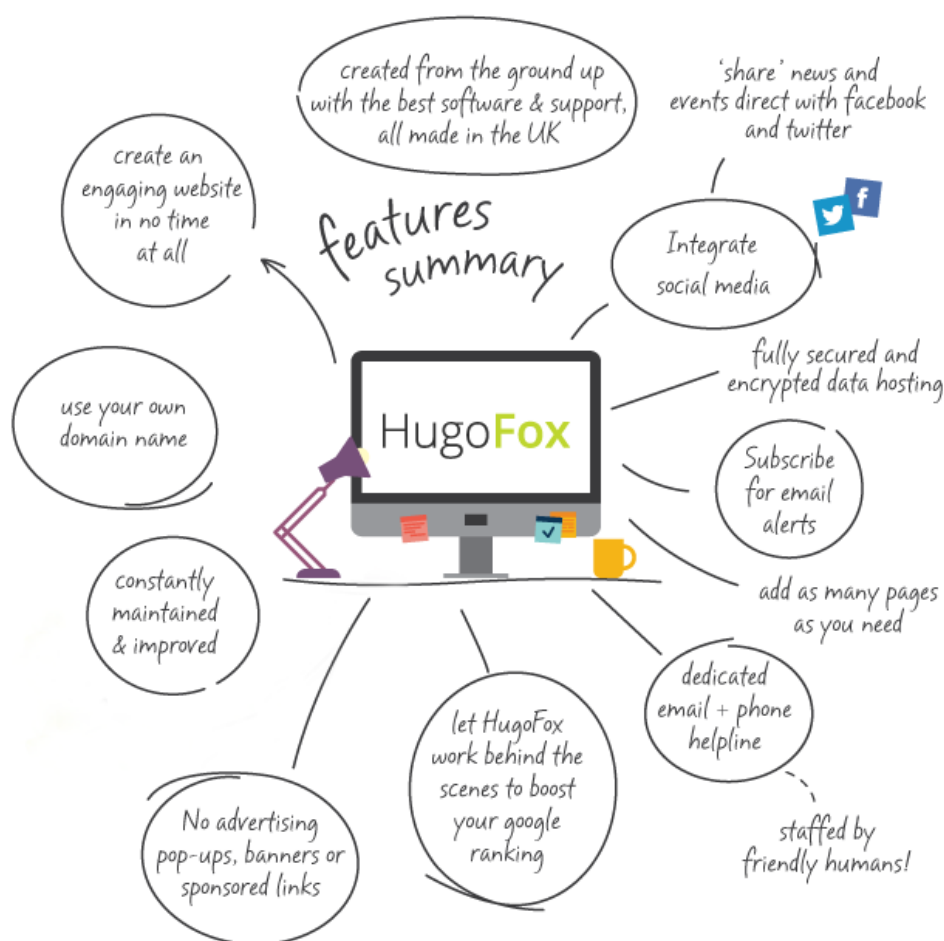 created from the ground up
with the best software & support,
all made in the UK
'share' news and
events direct with facebook
and twitter
create an
engaging website
in no time
at all
features
summary
Integrate
social media
f
fully secured and
encrypted data hosting
use your own
domain name
HugoFox
Subscribe
for email
alerts
constantly
maintained
& improved
add as many pages
as you need
dedicated
email + phone
helpline
let HugoFox
work behind the
scenes to boost
your google
ranking
No advertising
pop-ups, banners or
sponsored links
staffed by
friendly humans!